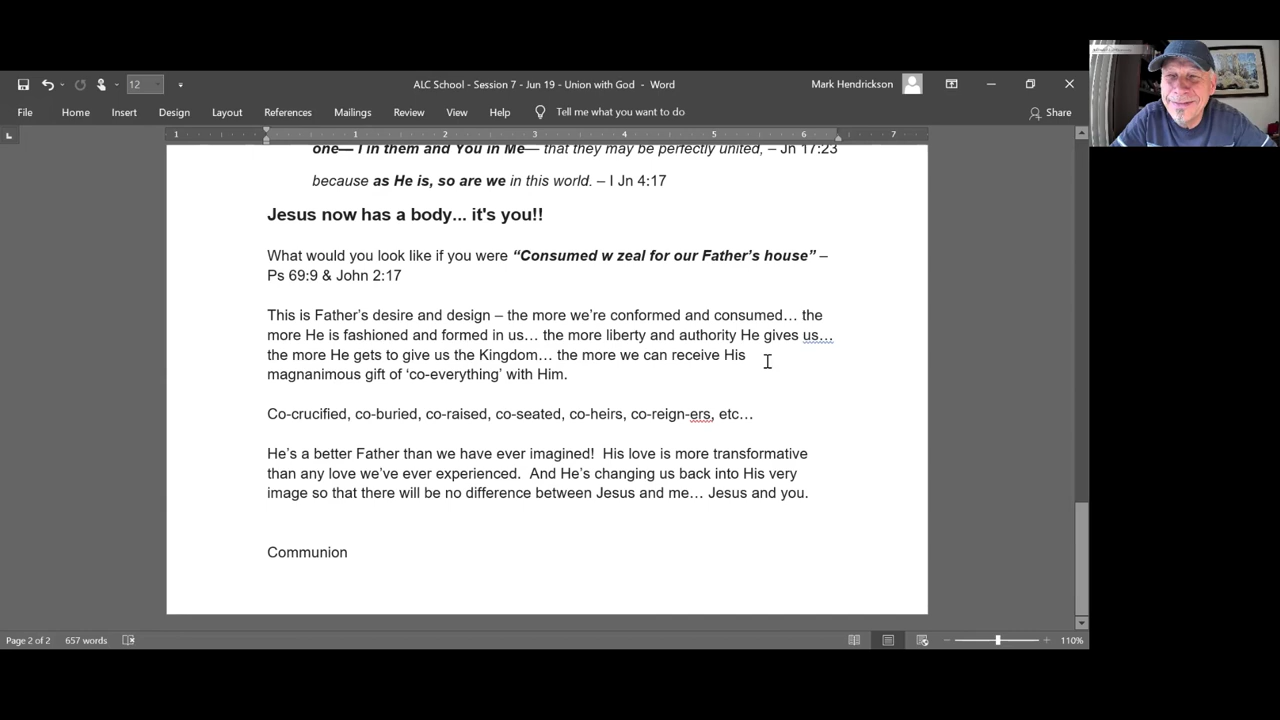 12
ALC School - Session 7 - Jun 19 - Union with God - Word
Mark Hendrickson
File Home Insert Design Layout References Mailings Review View Help Tell me what you want to do Share
1 1 2 3 4 5 6 7
one— I in them and You in Me— that they may be perfectly united, – Jn 17:23
because as He is, so are we in this world. – I Jn 4:17
Jesus now has a body... it's you!!
What would you look like if you were “Consumed w zeal for our Father’s house” –
Ps 69:9 & John 2:17
This is Father’s desire and design – the more we’re conformed and consumed… the
more He is fashioned and formed in us… the more liberty and authority He gives us…
the more He gets to give us the Kingdom… the more we can receive His
magnanimous gift of ‘co-everything’ with Him.
Co-crucified, co-buried, co-raised, co-seated, co-heirs, co-reign-ers, etc…
He’s a better Father than we have ever imagined!  His love is more transformative
than any love we’ve ever experienced.  And He’s changing us back into His very
image so that there will be no difference between Jesus and me… Jesus and you.
Communion
Page 2 of 2 657 words 110%